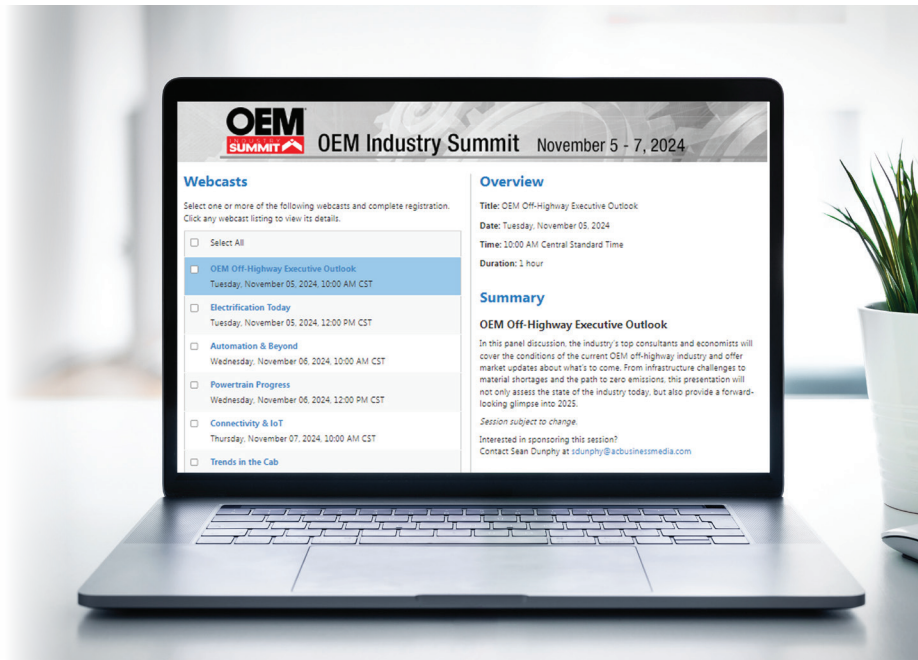 OEM
INDUSTRY
SUMMIT
OEM Industry Summit November 5 - 7, 2024
Webcasts
Select one or more of the following webcasts and complete registration.
Click any webcast listing to view its details.
Select All
OEM Off-Highway Executive Outlook
Tuesday, November 05, 2024, 10:00 AM CST
Electrification Today
Tuesday, November 05, 2024, 12:00 PM CST
Automation & Beyond
Wednesday, November 06, 2024, 10:00 AM CST
Powertrain Progress
Wednesday, November 06, 2024, 12:00 PM CST
Connectivity & IoT
Thursday, November 07, 2024, 10:00 AM CST
Trends in the Cab
Overview
Title: OEM Off-Highway Executive Outlook
Date: Tuesday, November 05, 2024
Time: 10:00 AM Central Standard Time
Duration: 1 hour
Summary
OEM Off-Highway Executive Outlook
In this panel discussion, the industry's top consultants and economists will
cover the conditions of the current OEM off-highway industry and offer
market updates about what's to come. From infrastructure challenges to
material shortages and the path to zero emissions, this presentation will
not only assess the state of the industry today, but also provide a forward-
looking glimpse into 2025.
Session subject to change.
Interested in sponsoring this session?
Contact Sean Dunphy at sdunphy@acbusinessmedia.com